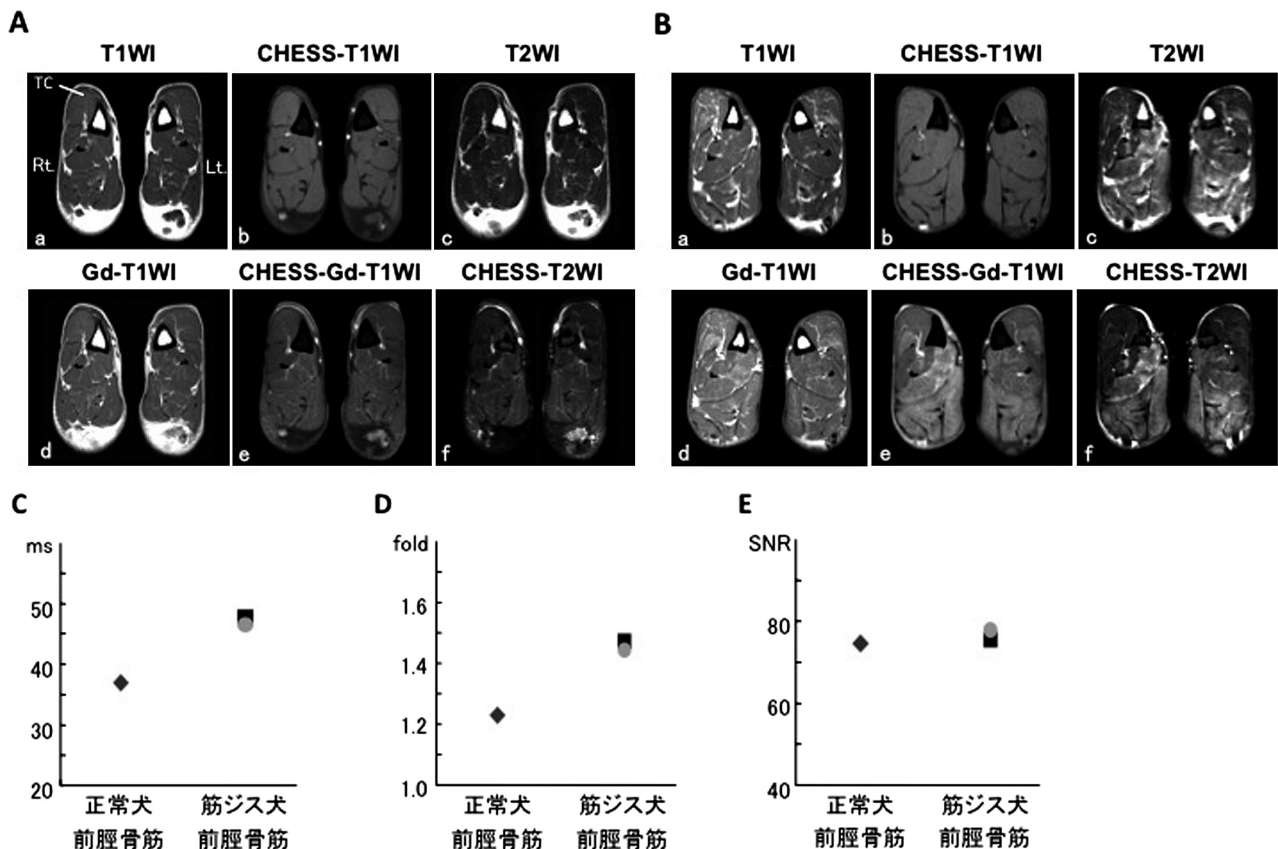 A
T1WI CHESS-T1WI T2WI
TC
Rt. Lt.
a b c
Gd-T1WI CHESS-Gd-T1WI CHESS-T2WI
d e f
B
T1WI CHESS-T1WI T2WI
a b c
Gd-T1WI CHESS-Gd-T1WI CHESS-T2WI
d e f
C
ms
50
40
30
20
正常犬 筋ジス犬
前脛骨筋 前脛骨筋
D
fold
1.6
1.4
1.2
1.0
正常犬 筋ジス犬
前脛骨筋 前脛骨筋
E
SNR
80
60
40
正常犬 筋ジス犬
前脛骨筋 前脛骨筋